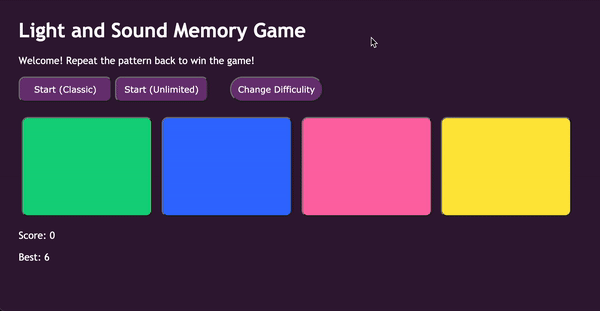 Light and Sound Memory Game
Welcome! Repeat the pattern back to win the game!
Start (Classic) Start (Unlimited) Change Difficulty
Score: 0
Best: 6